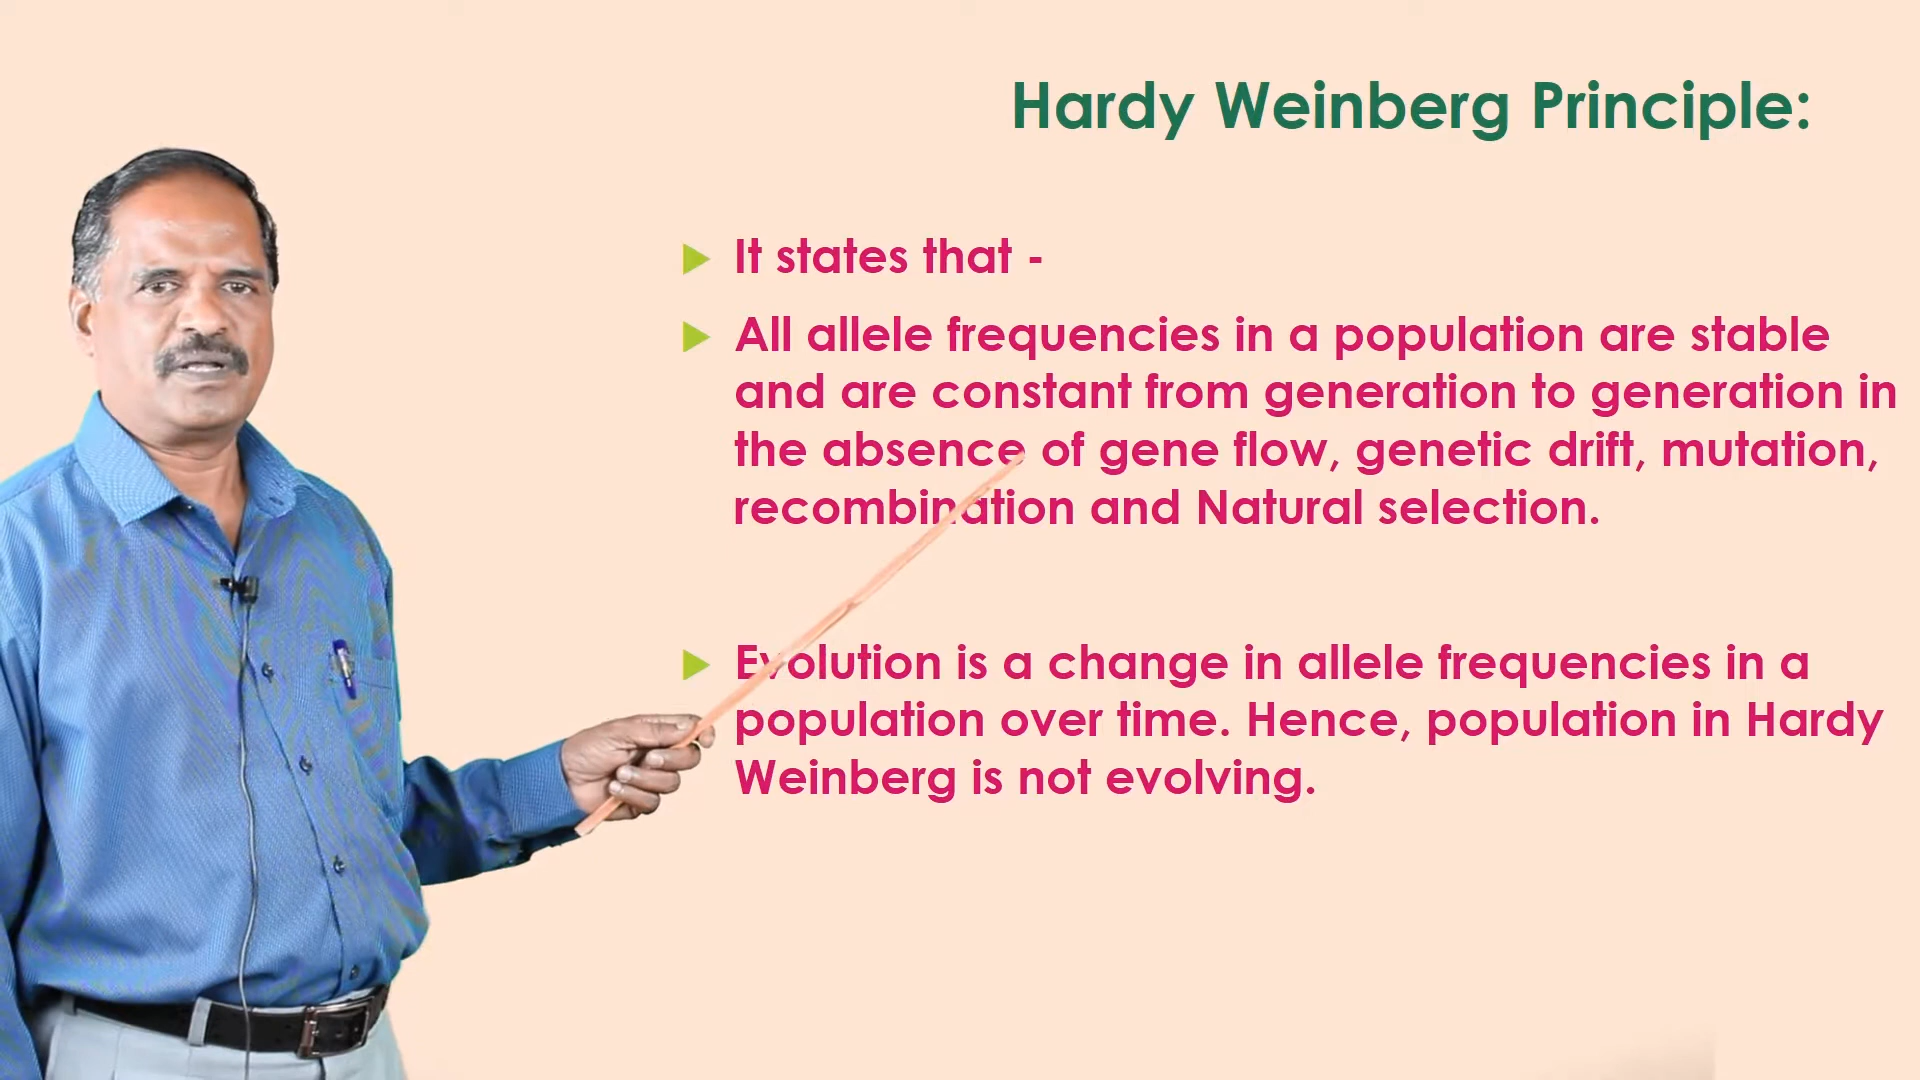 Hardy Weinberg Principle:
It states that -
All allele frequencies in a population are stable
and are constant from generation to generation in
the absence of gene flow, genetic drift, mutation,
recombination and Natural selection.
Evolution is a change in allele frequencies in a
population over time. Hence, population in Hardy
Weinberg is not evolving.